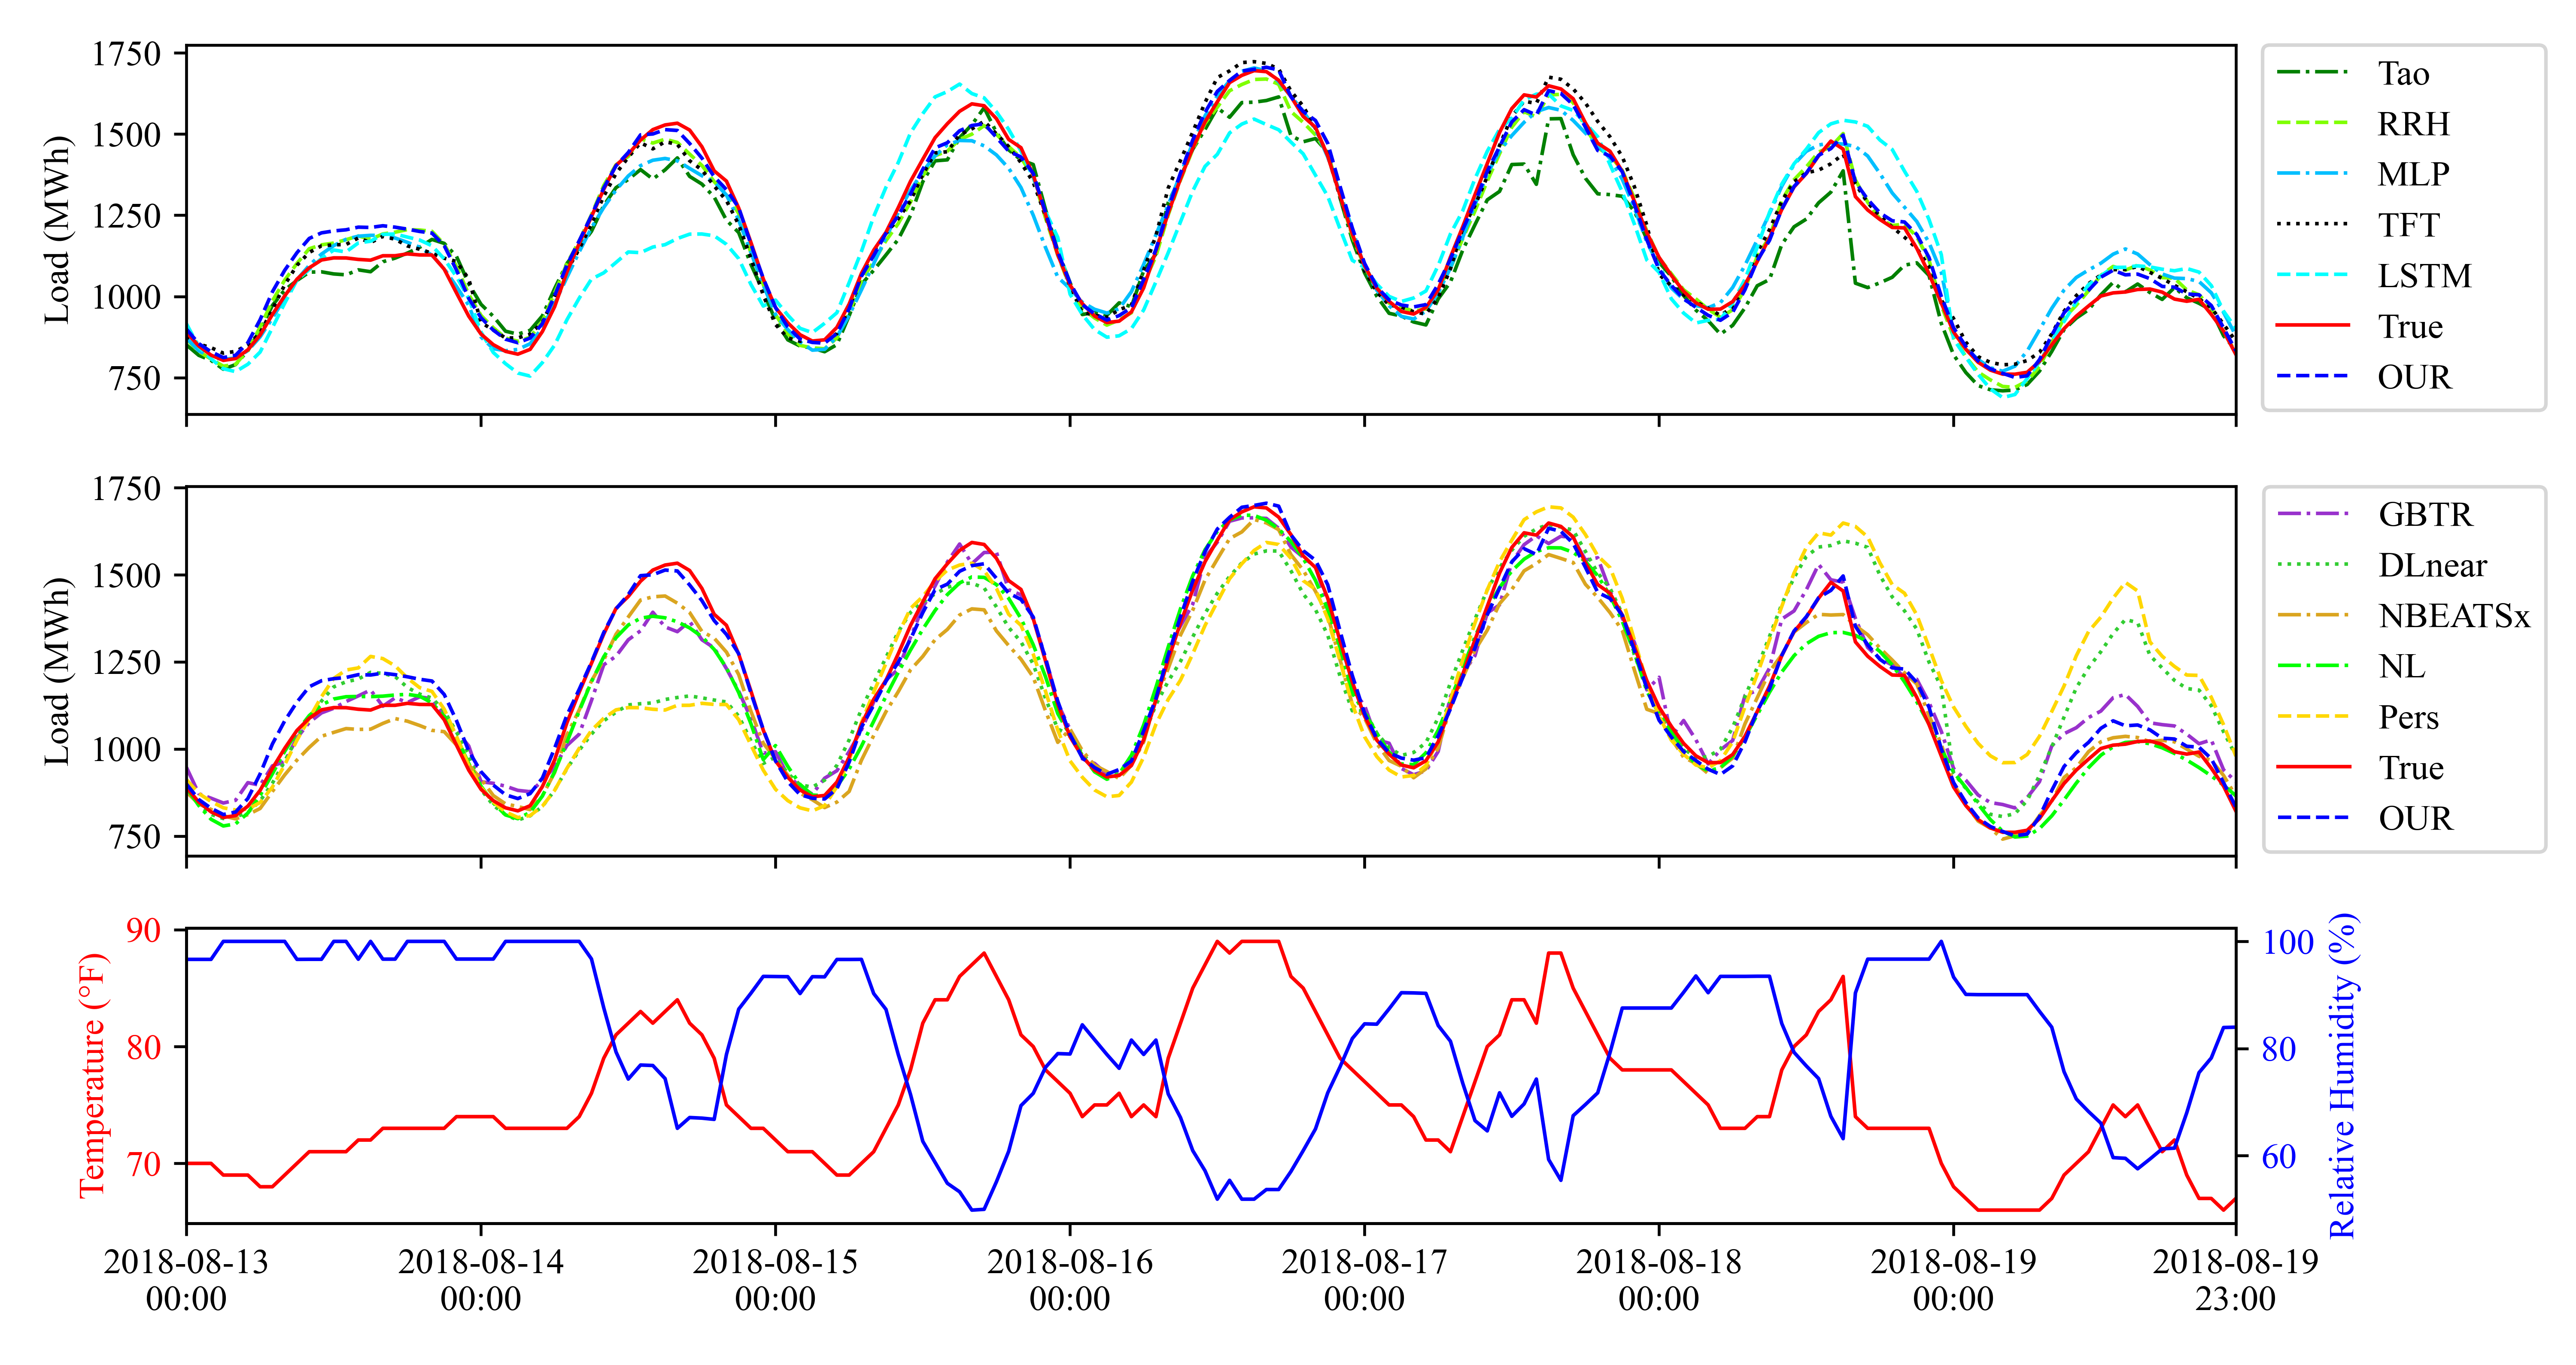 1750
1500
1250
1000
750
Load (MWh)
Tao
RRH
MLP
TFT
LSTM
True
OUR
1750
1500
1250
1000
750
Load (MWh)
GBTR
DLnear
NBEATSx
NL
Pers
True
OUR
90
80
70
Temperature (°F)
100
80
60
Relative Humidity (%)
2018-08-13 2018-08-14 2018-08-15 2018-08-16 2018-08-17 2018-08-18 2018-08-19 2018-08-19
00:00 00:00 00:00 00:00 00:00 00:00 00:00 23:00